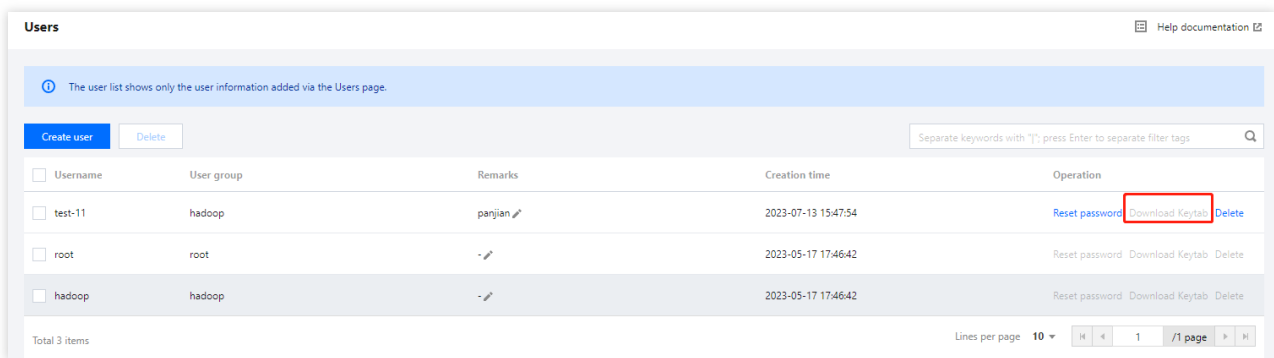 Users Help documentation
The user list shows only the user information added via the Users page.
Create user Delete Separate keywords with "|"; press Enter to separate filter tags
Username User group Remarks Creation time Operation
test-11 hadoop panjian 2023-07-13 15:47:54 Reset password Download Keytab Delete
root root - 2023-05-17 17:46:42 Reset password Download Keytab Delete
hadoop hadoop - 2023-05-17 17:46:42 Reset password Download Keytab Delete
Total 3 items Lines per page 10 1 /1 page